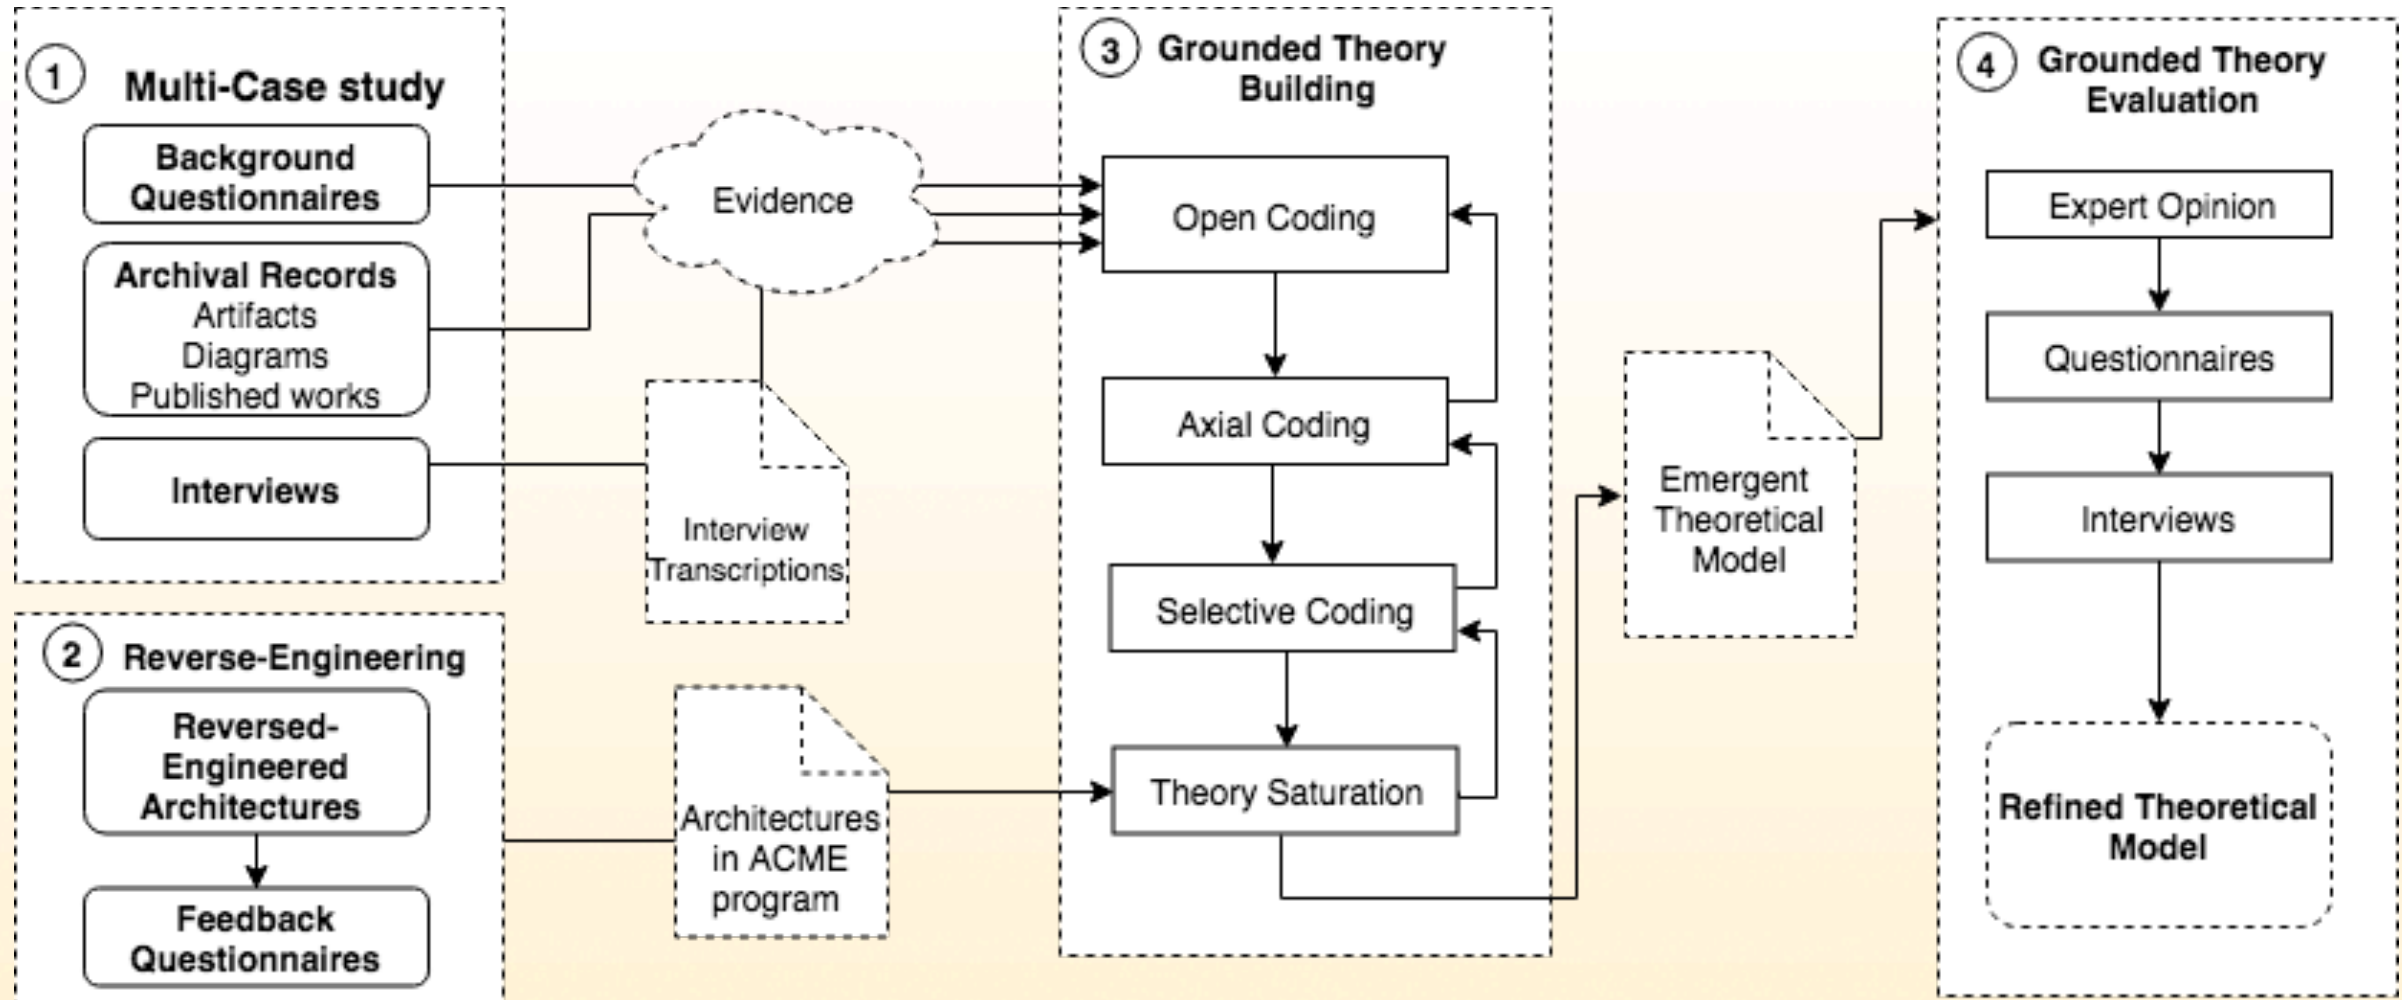 1
Multi-Case study
Background
Questionnaires
Archival Records
Artifacts
Diagrams
Published works
Interviews
2
Reverse-Engineering
Reversed-
Engineered
Architectures
Feedback
Questionnaires
Evidence
Interview
Transcriptions
Architectures
in ACME
program
3
Grounded Theory
Building
Open Coding
Axial Coding
Selective Coding
Theory Saturation
Emergent
Theoretical
Model
4
Grounded Theory
Evaluation
Expert Opinion
Questionnaires
Interviews
Refined Theoretical
Model